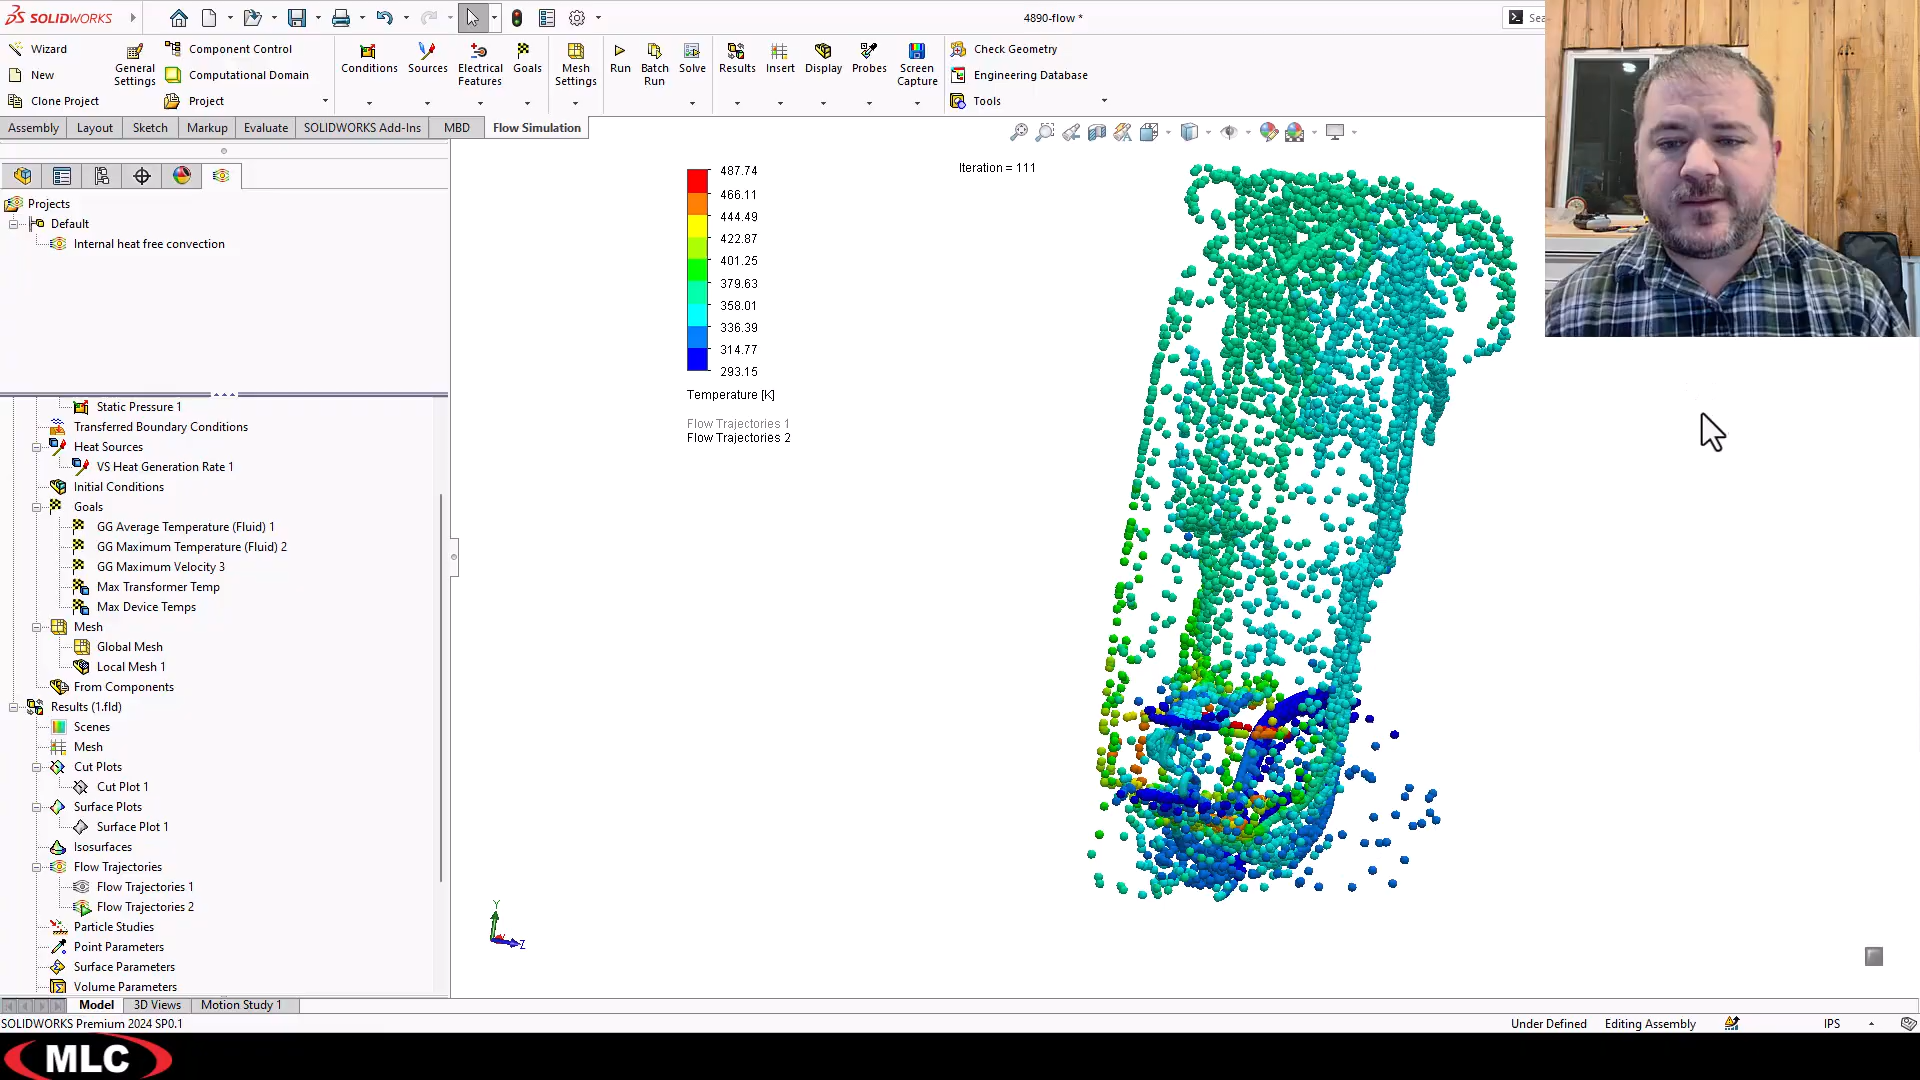 SOLIDWORKS
4890-flow *
Sea
Wizard
New
Clone Project
General Settings
Component Control
Computational Domain
Project
Conditions
Sources
Electrical Features
Goals
Mesh Settings
Run
Batch Run
Solve
Results
Insert
Display
Probes
Screen Capture
Check Geometry
Engineering Database
Tools
Assembly
Layout
Sketch
Markup
Evaluate
SOLIDWORKS Add-Ins
MBD
Flow Simulation
Projects
Default
Internal heat free convection
Static Pressure 1
Transferred Boundary Conditions
Heat Sources
VS Heat Generation Rate 1
Initial Conditions
Goals
GG Average Temperature (Fluid) 1
GG Maximum Temperature (Fluid) 2
GG Maximum Velocity 3
Max Transformer Temp
Max Device Temps
Mesh
Global Mesh
Local Mesh 1
From Components
Results (1.fld)
Scenes
Mesh
Cut Plots
Cut Plot 1
Surface Plots
Surface Plot 1
Isosurfaces
Flow Trajectories
Flow Trajectories 1
Flow Trajectories 2
Particle Studies
Point Parameters
Surface Parameters
Volume Parameters
487.74
466.11
444.49
422.87
401.25
379.63
358.01
336.39
314.77
293.15
Temperature [K]
Flow Trajectories 1
Flow Trajectories 2
Iteration = 111
Y
Z
Model
3D Views
Motion Study 1
SOLIDWORKS Premium 2024 SP0.1
Under Defined
Editing Assembly
IPS
MLC